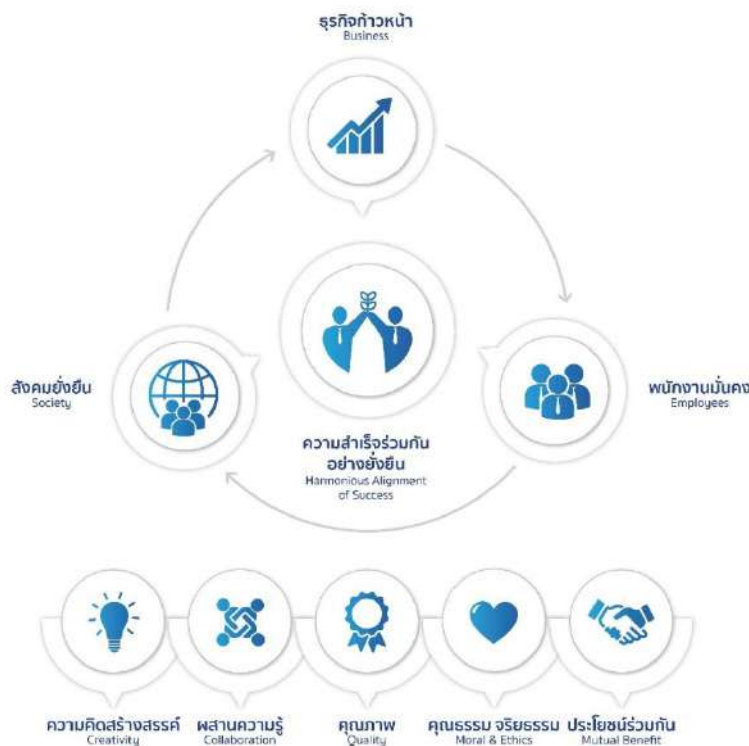 ธุรกิจก้าวหน้า
Business
สังคมยั่งยืน
Society
พนักงานมั่นคง
Employees
ความสำเร็จร่วมกัน
อย่างยั่งยืน
Harmonious Alignment
of Success
ความคิดสร้างสรรค์
Creativity
ผสานความรู้
Collaboration
คุณภาพ
Quality
คุณธรรม จริยธรรม
Moral & Ethics
ประโยชน์ร่วมกัน
Mutual Benefit